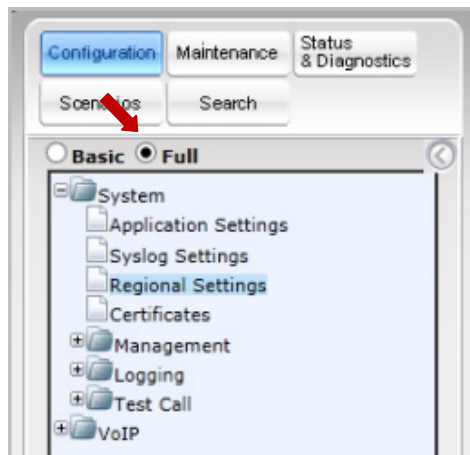 Configuration Maintenance Status
& Diagnostics
Scenarios Search
Basic Full
System
Application Settings
Syslog Settings
Regional Settings
Certificates
Management
Logging
Test Call
VoIP